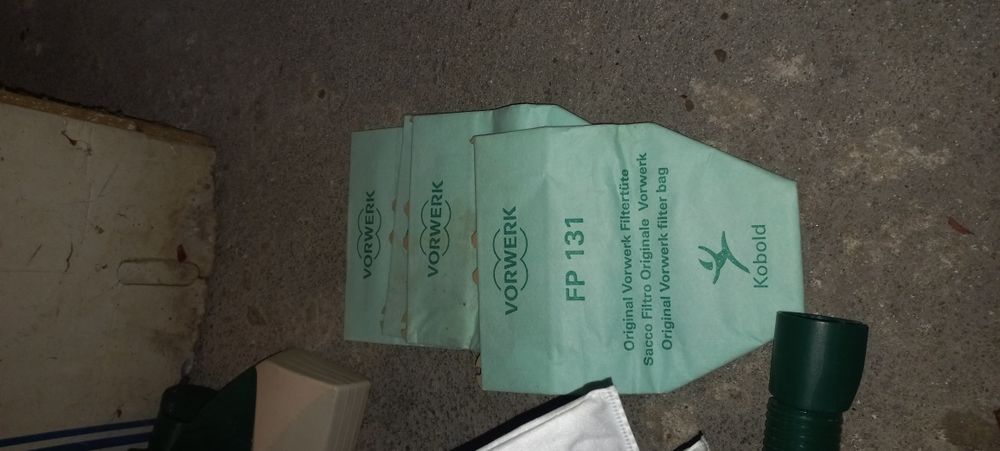 VORWERK
VORWERK
VORWERK
FP 131
Original Vorwerk Filtertüte
Sacco Filtro Originale Vorwerk
Original Vorwerk filter bag
Kobold